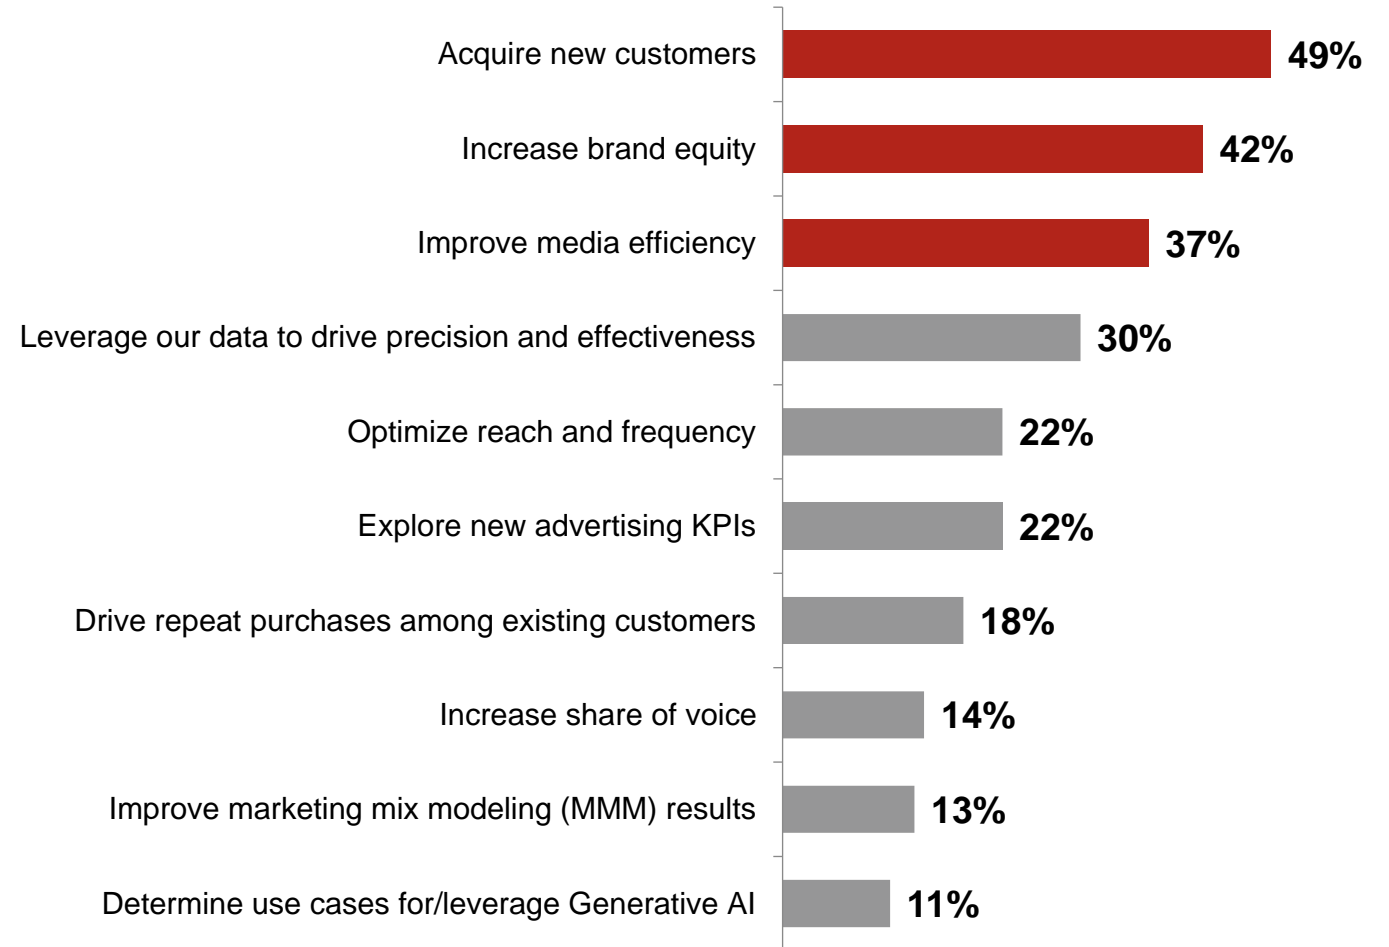 Acquire new customers 49%
Increase brand equity 42%
Improve media efficiency 37%
Leverage our data to drive precision and effectiveness 30%
Optimize reach and frequency 22%
Explore new advertising KPIs 22%
Drive repeat purchases among existing customers 18%
Increase share of voice 14%
Improve marketing mix modeling (MMM) results 13%
Determine use cases for/leverage Generative AI 11%